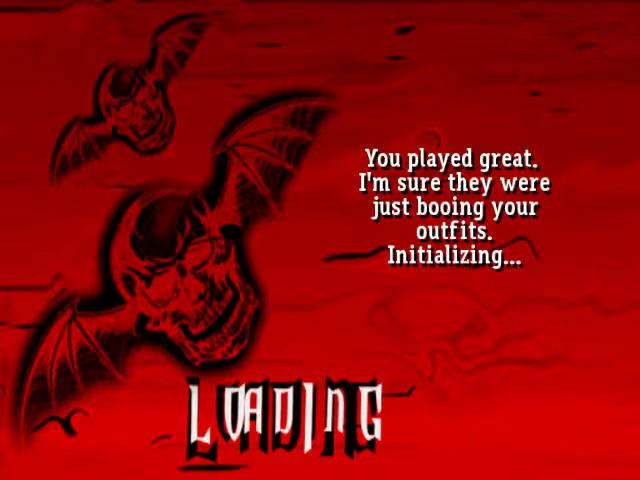 You played great.
I'm sure they were
just booing your
outfits.
Initializing...
LOADING